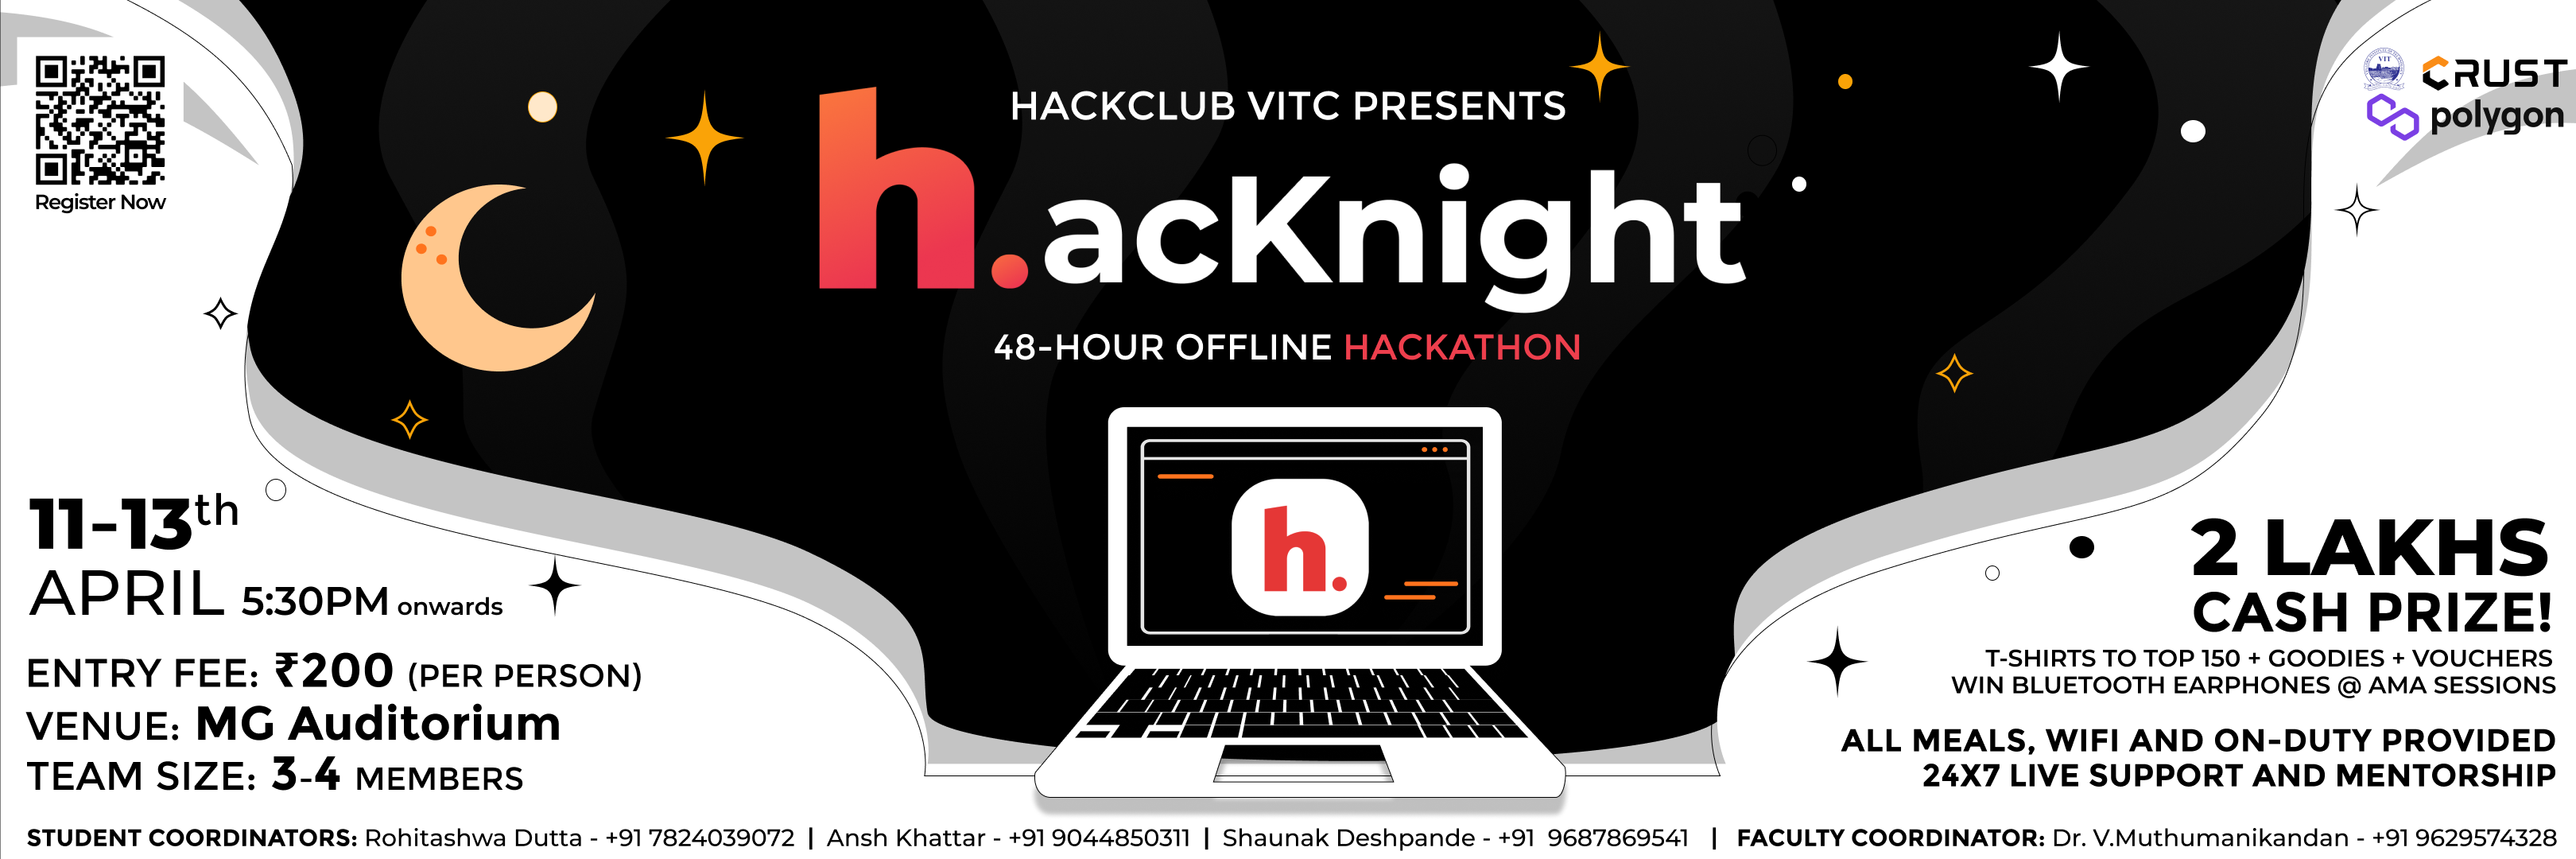 Register Now
HACKCLUB VITC PRESENTS
h.acKnight
48-HOUR OFFLINE HACKATHON
VIT
CRUST
polygon
h.
11-13th
APRIL 5:30PM onwards
ENTRY FEE: ₹200 (PER PERSON)
VENUE: MG Auditorium
TEAM SIZE: 3-4 MEMBERS
2 LAKHS
CASH PRIZE!
T-SHIRTS TO TOP 150 + GOODIES + VOUCHERS
WIN BLUETOOTH EARPHONES @ AMA SESSIONS
ALL MEALS, WIFI AND ON-DUTY PROVIDED
24X7 LIVE SUPPORT AND MENTORSHIP
STUDENT COORDINATORS: Rohitashwa Dutta - +91 7824039072 | Ansh Khattar - +91 9044850311 | Shaunak Deshpande - +91 9687869541 | FACULTY COORDINATOR: Dr. V.Muthumanikandan - +91 9629574328